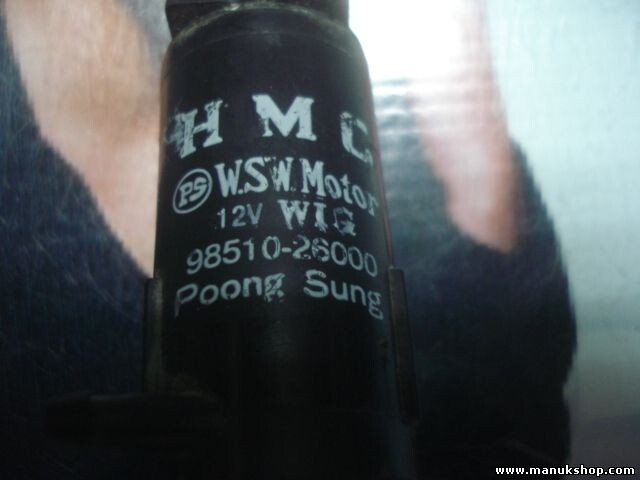 HMC
PS W.S.W. Motor
12V WIG
98510-26000
Poong Sung
www.manukshop.com